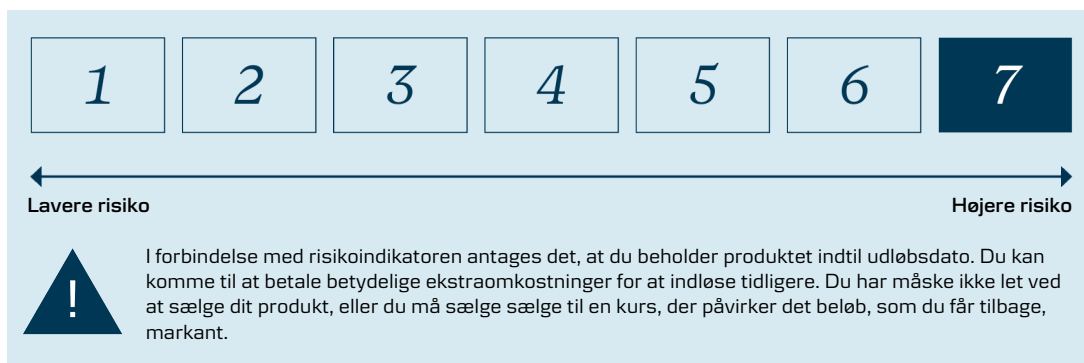 1 2 3 4 5 6 7
Lavere risiko Højere risiko
!
I forbindelse med risikoindikatoren antages det, at du beholder produktet indtil udløbsdato. Du kan
komme til at betale betydelige ekstraomkostninger for at indløse tidligere. Du har måske ikke let ved
at sælge dit produkt, eller du må sælge sælge til en kurs, der påvirker det beløb, som du får tilbage,
markant.